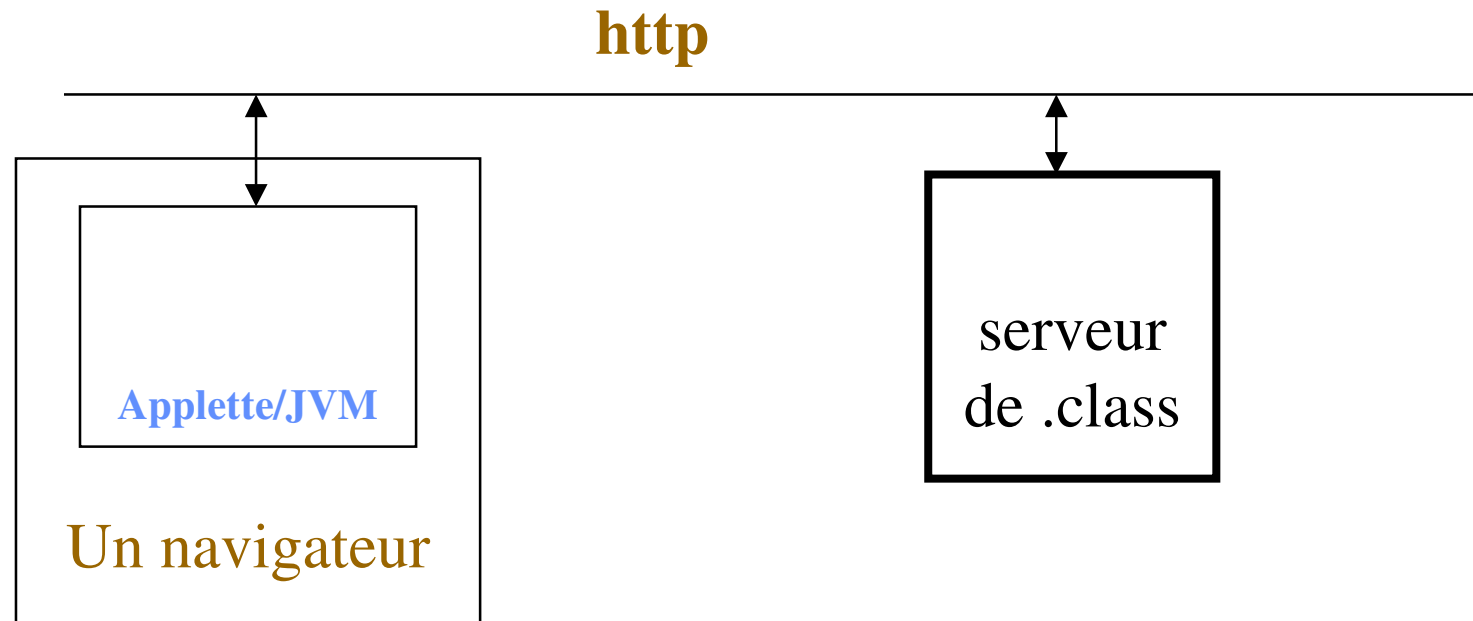 http
Applette/JVM
Un navigateur
serveur
de .class